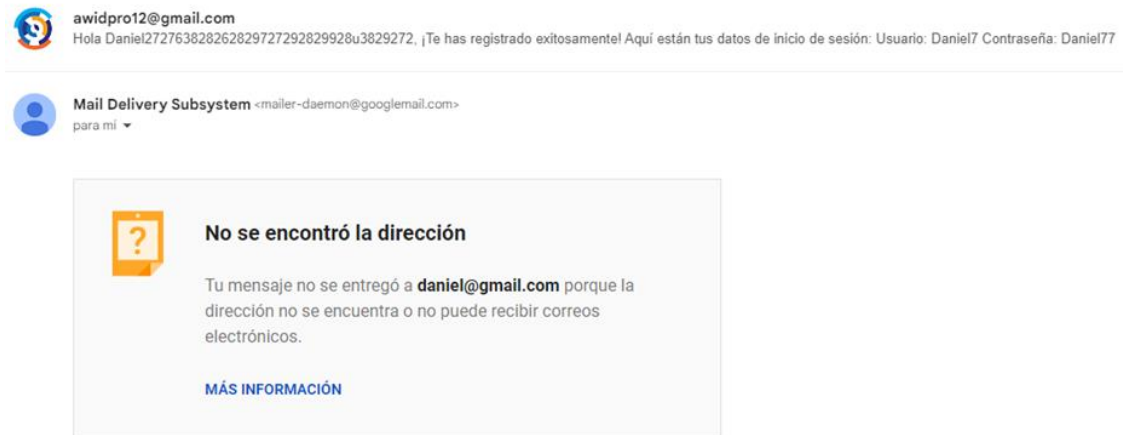 awidpro12@gmail.com
Hola Daniel272763828262829727292829928u3829272, ¡Te has registrado exitosamente! Aquí están tus datos de inicio de sesión: Usuario: Daniel7 Contraseña: Daniel77
Mail Delivery Subsystem <mailer-daemon@googlemail.com>
para mí
No se encontró la dirección
Tu mensaje no se entregó a daniel@gmail.com porque la
dirección no se encuentra o no puede recibir correos
electrónicos.
MÁS INFORMACIÓN